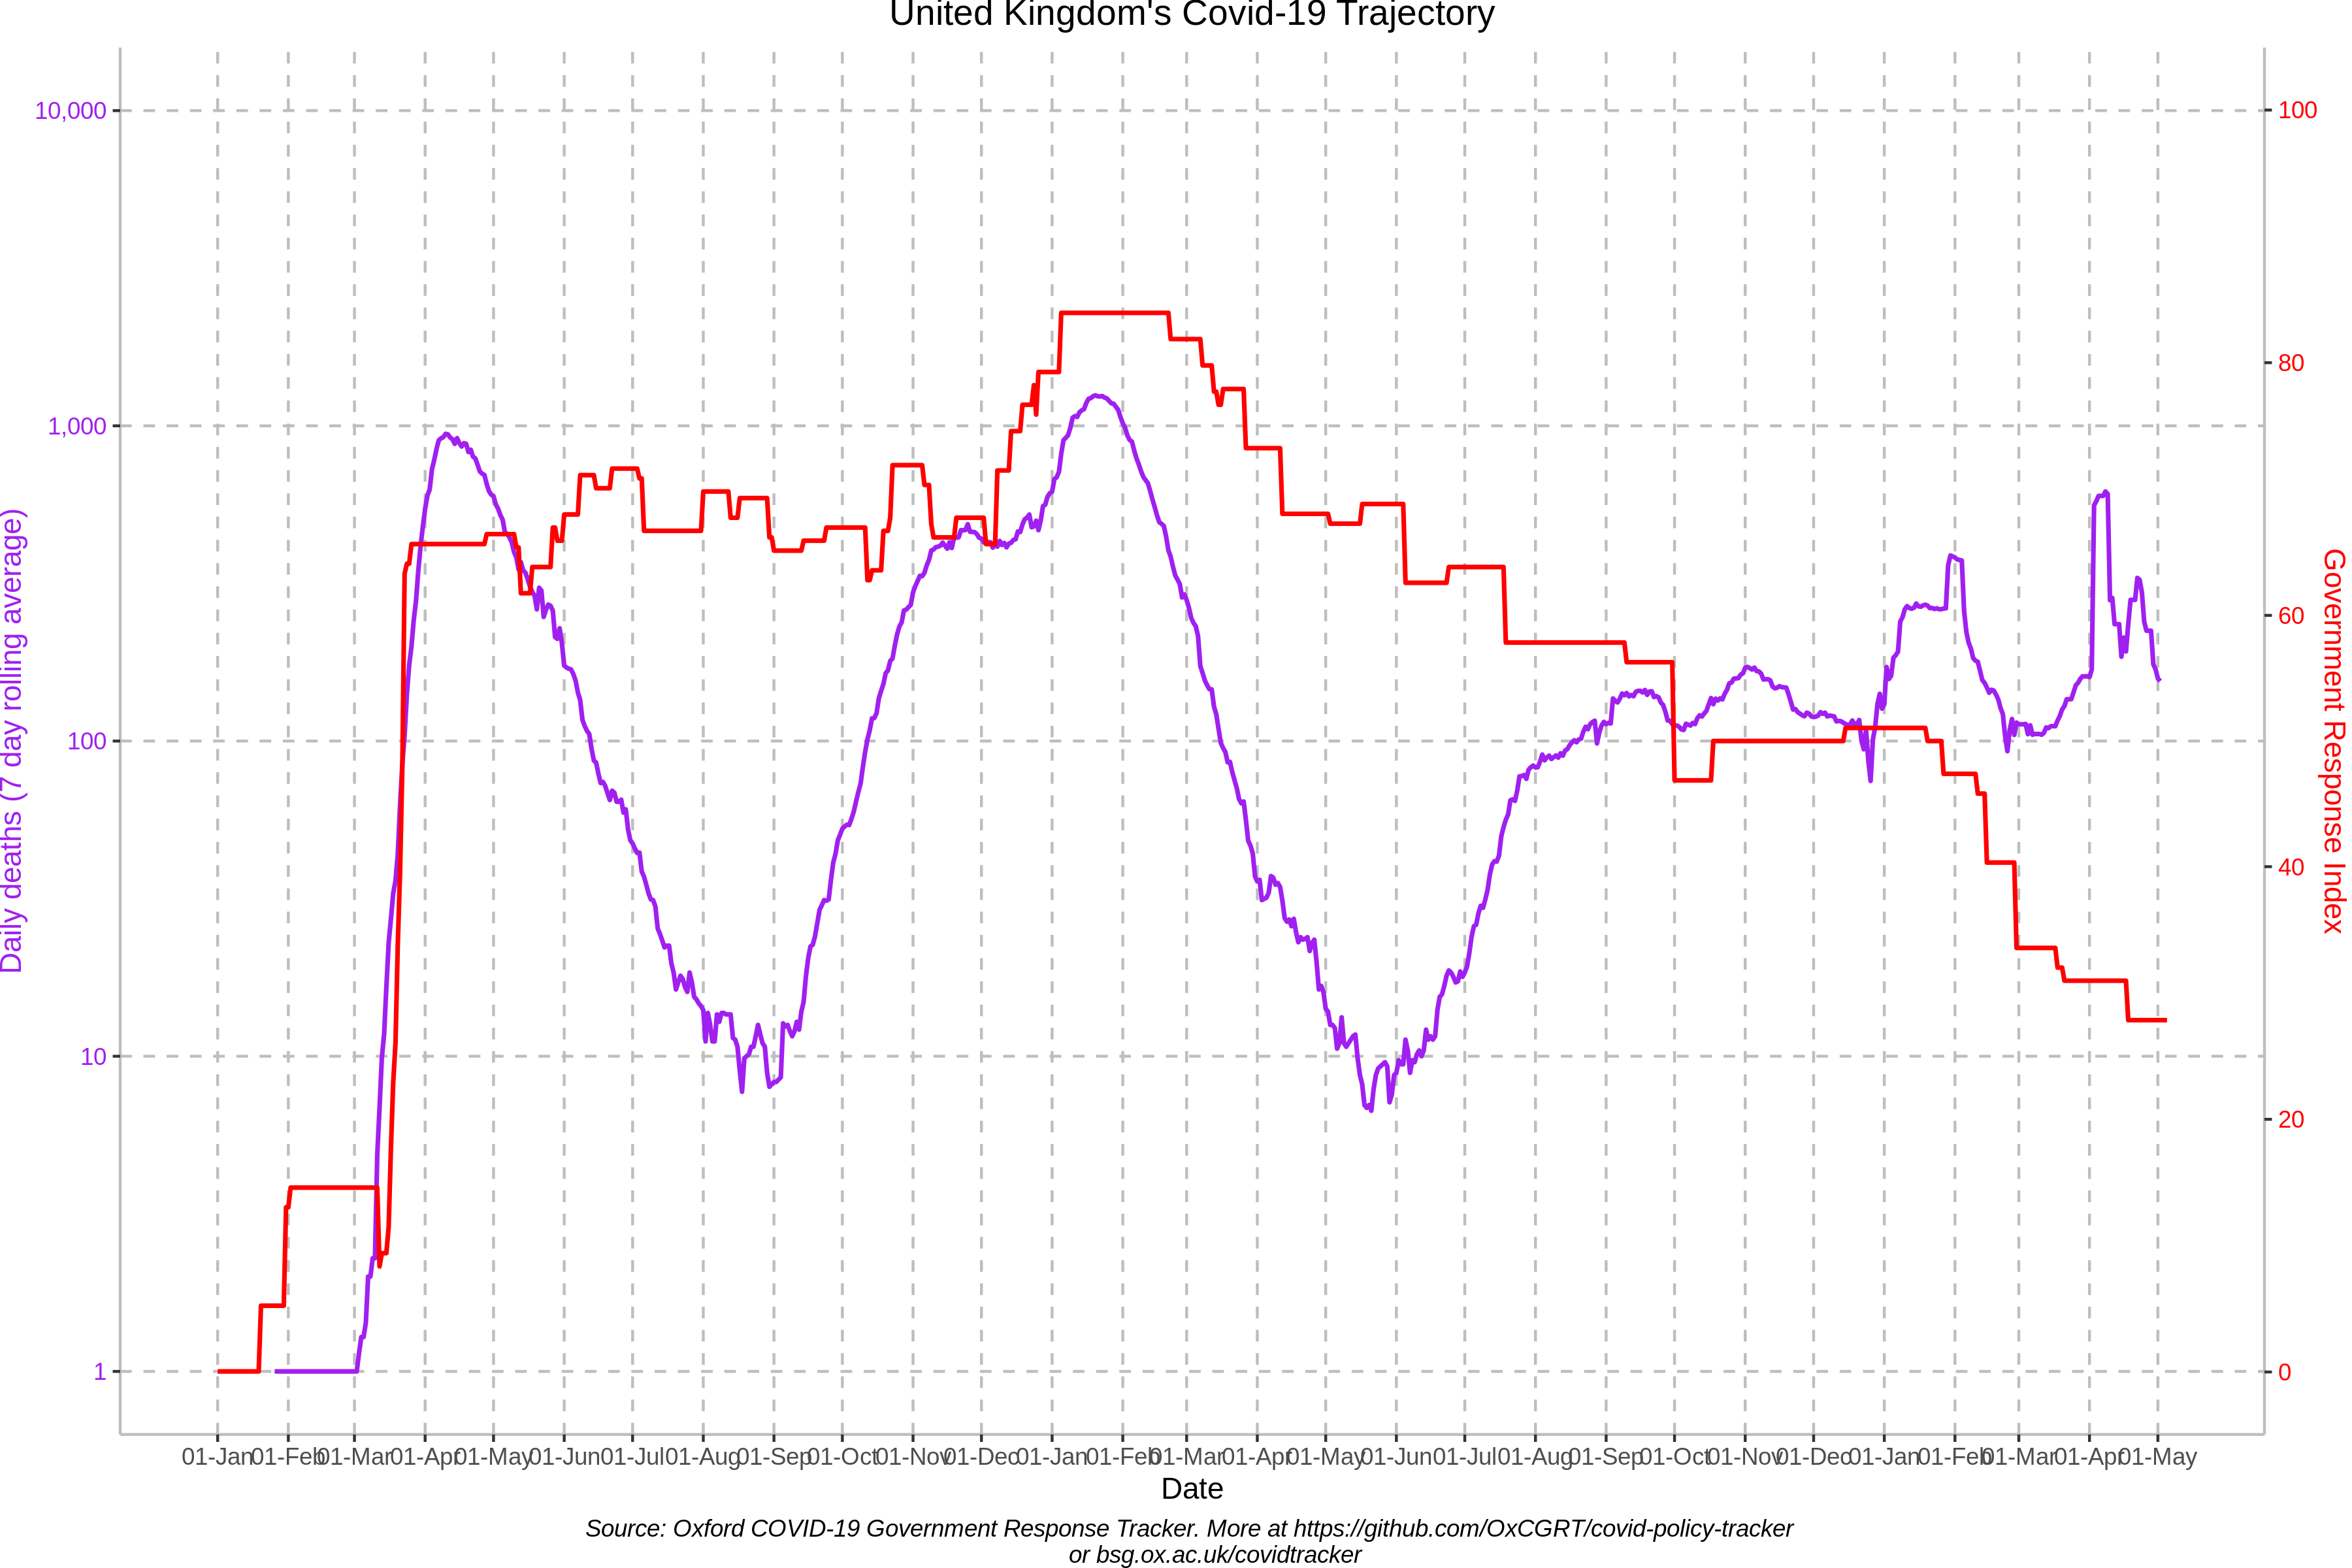 United Kingdom's Covid-19 Trajectory
10,000
1,000
100
10
1
Daily deaths (7 day rolling average)
100
80
60
40
20
0
Government Response Index
01-Jan 01-Feb 01-Mar 01-Apr 01-May 01-Jun 01-Jul 01-Aug 01-Sep 01-Oct 01-Nov 01-Dec 01-Jan 01-Feb 01-Mar 01-Apr 01-May 01-Jun 01-Jul 01-Aug 01-Sep 01-Oct 01-Nov 01-Dec 01-Jan 01-Feb 01-Mar 01-Apr 01-May
Date
Source: Oxford COVID-19 Government Response Tracker. More at https://github.com/OxCGRT/covid-policy-tracker
or bsg.ox.ac.uk/covidtracker